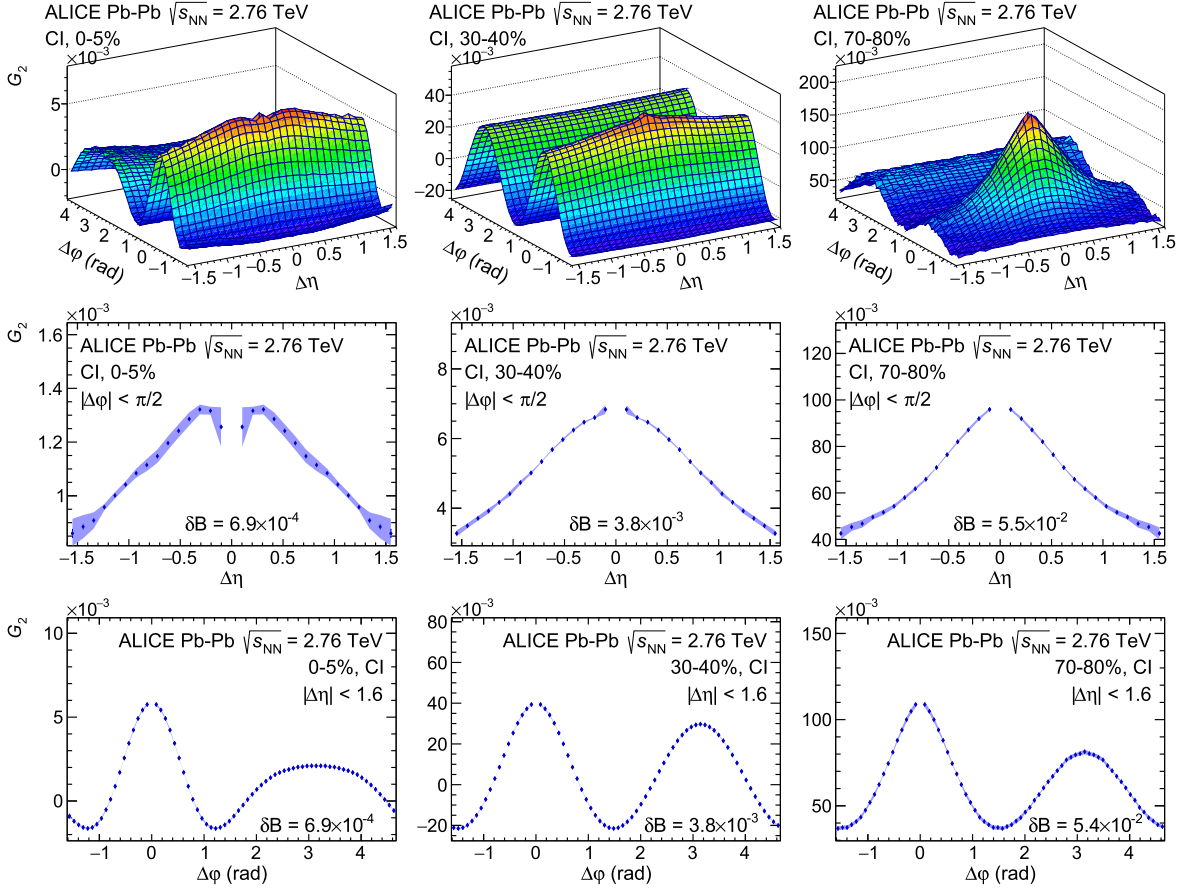 ALICE Pb-Pb √sNN = 2.76 TeV
CI, 0-5%
×10−3
G2
5
0
4
3
2
1
0
−1
Δφ (rad)
−1.5
−1
−0.5
0
0.5
1
1.5
Δη
ALICE Pb-Pb √sNN = 2.76 TeV
CI, 30-40%
×10−3
40
20
0
−20
4
3
2
1
0
−1
Δφ (rad)
−1.5
−1
−0.5
0
0.5
1
1.5
Δη
ALICE Pb-Pb √sNN = 2.76 TeV
CI, 70-80%
×10−3
200
150
100
50
4
3
2
1
0
−1
Δφ (rad)
−1.5
−1
−0.5
0
0.5
1
1.5
Δη
×10−3
G2
1.6
1.4
1.2
1
ALICE Pb-Pb √sNN = 2.76 TeV
CI, 0-5%
|Δφ| < π/2
δB = 6.9×10−4
−1.5 −1 −0.5 0 0.5 1 1.5
Δη
×10−3
8
6
4
ALICE Pb-Pb √sNN = 2.76 TeV
CI, 30-40%
|Δφ| < π/2
δB = 3.8×10−3
−1.5 −1 −0.5 0 0.5 1 1.5
Δη
×10−3
120
100
80
60
40
ALICE Pb-Pb √sNN = 2.76 TeV
CI, 70-80%
|Δφ| < π/2
δB = 5.5×10−2
−1.5 −1 −0.5 0 0.5 1 1.5
Δη
×10−3
G2
10
5
0
ALICE Pb-Pb √sNN = 2.76 TeV
0-5%, CI
|Δη| < 1.6
δB = 6.9×10−4
−1 0 1 2 3 4
Δφ (rad)
×10−3
80
60
40
20
0
−20
ALICE Pb-Pb √sNN = 2.76 TeV
30-40%, CI
|Δη| < 1.6
δB = 3.8×10−3
−1 0 1 2 3 4
Δφ (rad)
×10−3
150
100
50
ALICE Pb-Pb √sNN = 2.76 TeV
70-80%, CI
|Δη| < 1.6
δB = 5.4×10−2
−1 0 1 2 3 4
Δφ (rad)